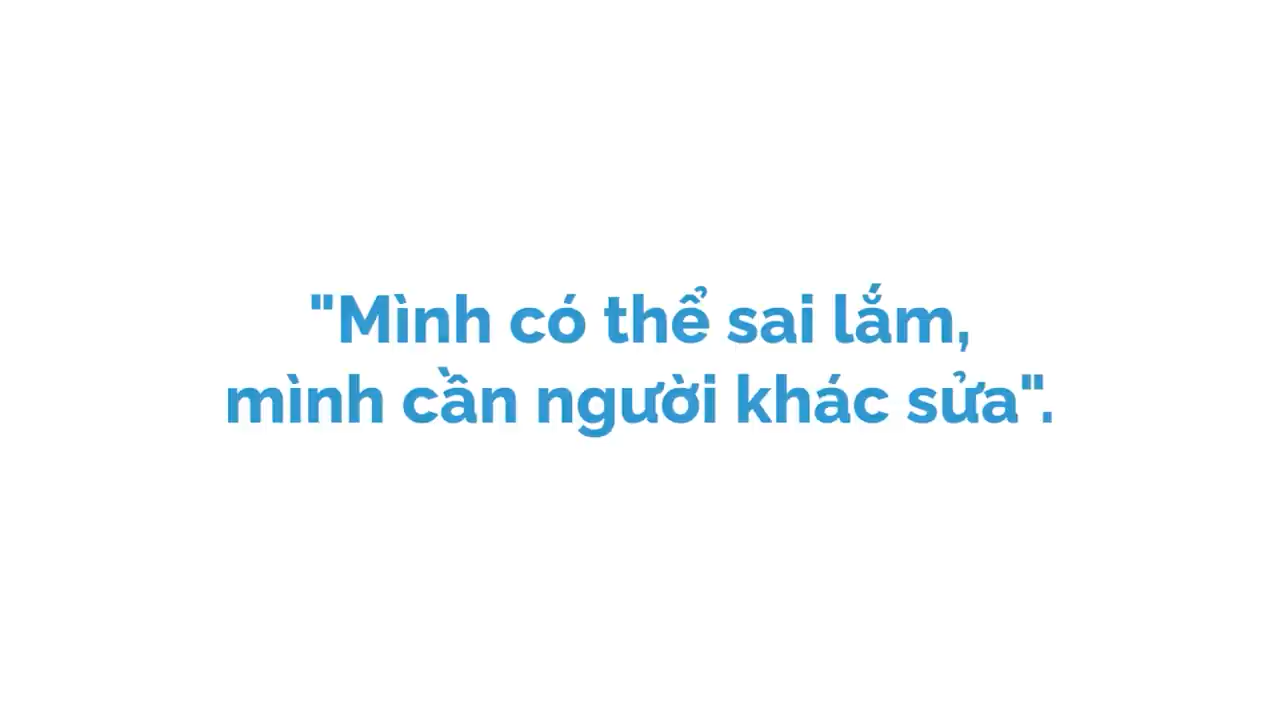 "Mình có thể sai lắm,
mình cần người khác sửa".